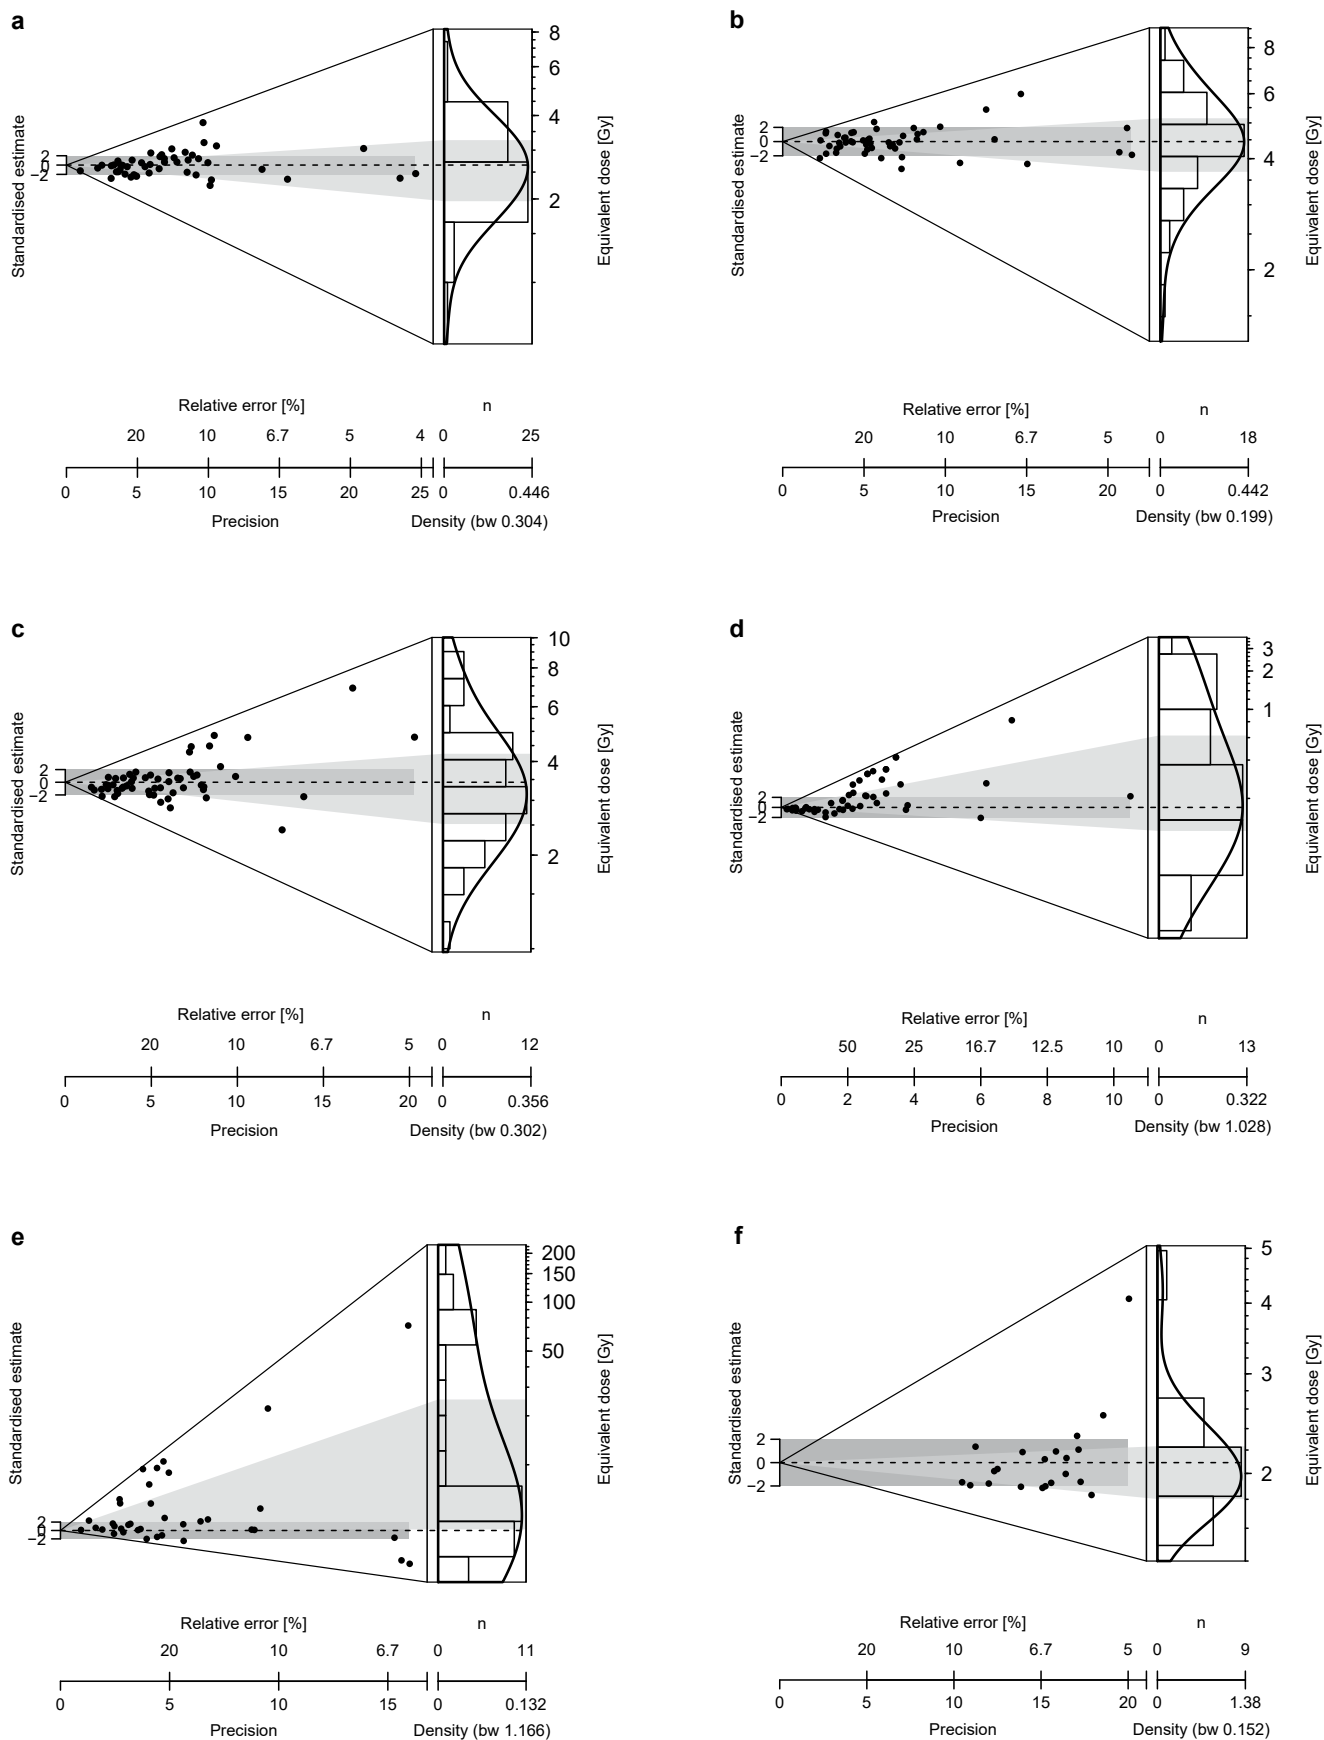 a
Standardised estimate
2
0
−2
8
6
4
2
Equivalent dose [Gy]
Relative error [%]
n
20 10 6.7 5 4 0 25
0 5 10 15 20 25 0 0.446
Precision
Density (bw 0.304)
b
Standardised estimate
2
0
−2
8
6
4
2
Equivalent dose [Gy]
Relative error [%]
n
20 10 6.7 5 0 18
0 5 10 15 20 0 0.442
Precision
Density (bw 0.199)
c
Standardised estimate
2
0
−2
10
8
6
4
2
Equivalent dose [Gy]
Relative error [%]
n
20 10 6.7 5 0 12
0 5 10 15 20 0 0.356
Precision
Density (bw 0.302)
d
Standardised estimate
2
0
−2
3
2
1
Equivalent dose [Gy]
Relative error [%]
n
50 25 16.7 12.5 10 0 13
0 2 4 6 8 10 0 0.322
Precision
Density (bw 1.028)
e
Standardised estimate
2
0
−2
200
150
100
50
Equivalent dose [Gy]
Relative error [%]
n
20 10 6.7 0 11
0 5 10 15 0 0.132
Precision
Density (bw 1.166)
f
Standardised estimate
2
0
−2
5
4
3
2
Equivalent dose [Gy]
Relative error [%]
n
20 10 6.7 5 0 9
0 5 10 15 20 0 1.38
Precision
Density (bw 0.152)